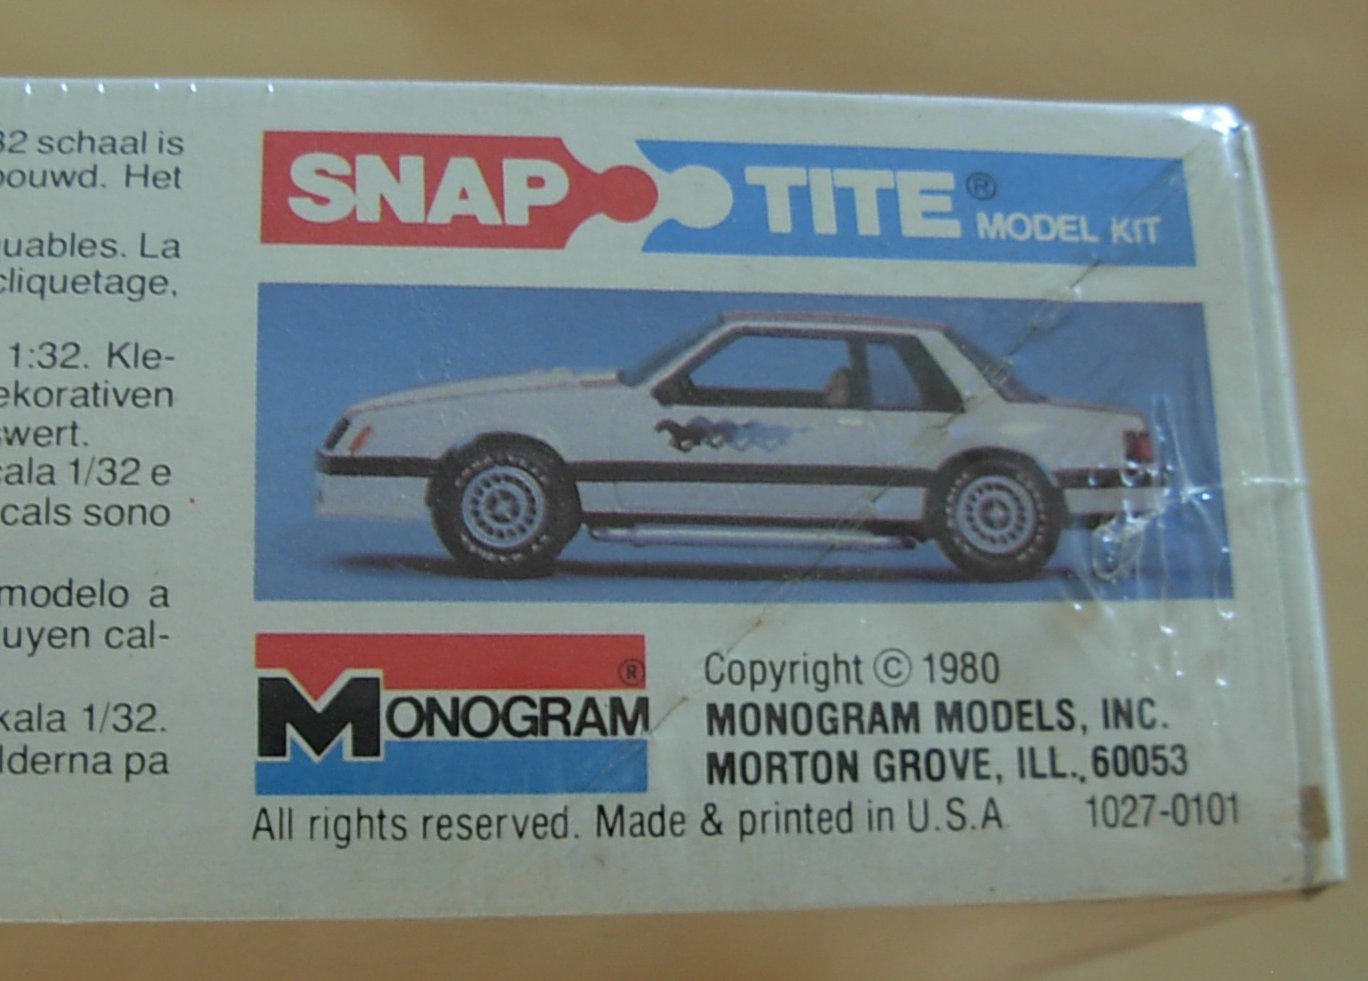 32 schaal is
bouwd. Het
quables. La
cliquetage,
1:32. Kle-
ekorativen
swert.
cala 1/32 e
cals sono
modelo a
uyen cal-
kala 1/32.
lderna pa
SNAP TITE® MODEL KIT
MONOGRAM®
Copyright © 1980
MONOGRAM MODELS, INC.
MORTON GROVE, ILL., 60053
All rights reserved. Made & printed in U.S.A 1027-0101